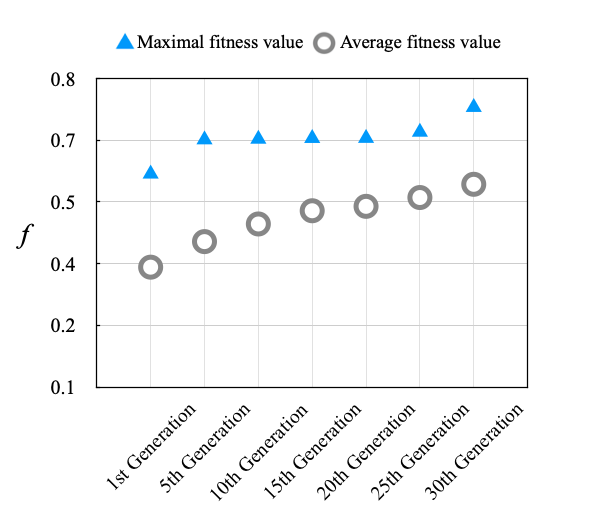 Maximal fitness value Average fitness value
0.8
0.7
0.5
0.4
0.2
0.1
f
1st Generation
5th Generation
10th Generation
15th Generation
20th Generation
25th Generation
30th Generation